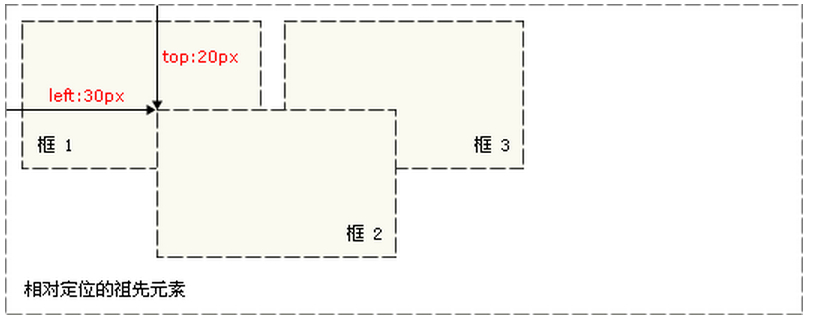 top:20px
left:30px
框 1
框 3
框 2
相对定位的祖先元素